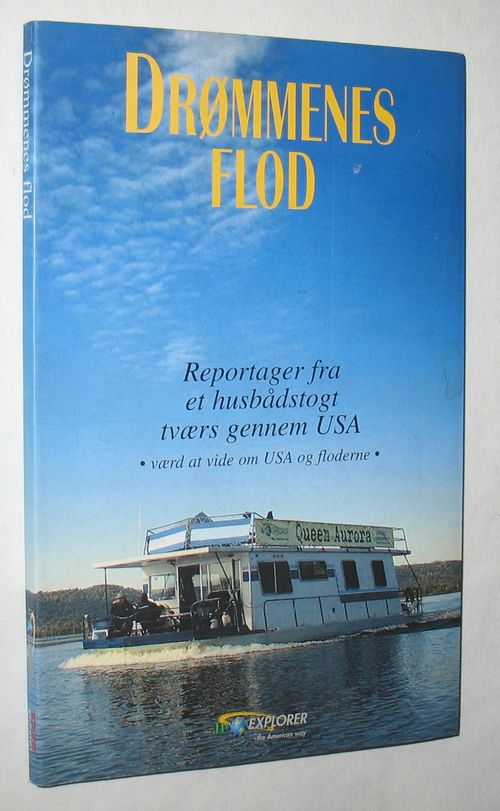 Drømmenes flod
DRØMMENES
FLOD
Reportager fra
et husbådstogt
tværs gennem USA
• værd at vide om USA og floderne •
Queen Aurora
EXPLORER
- the American way